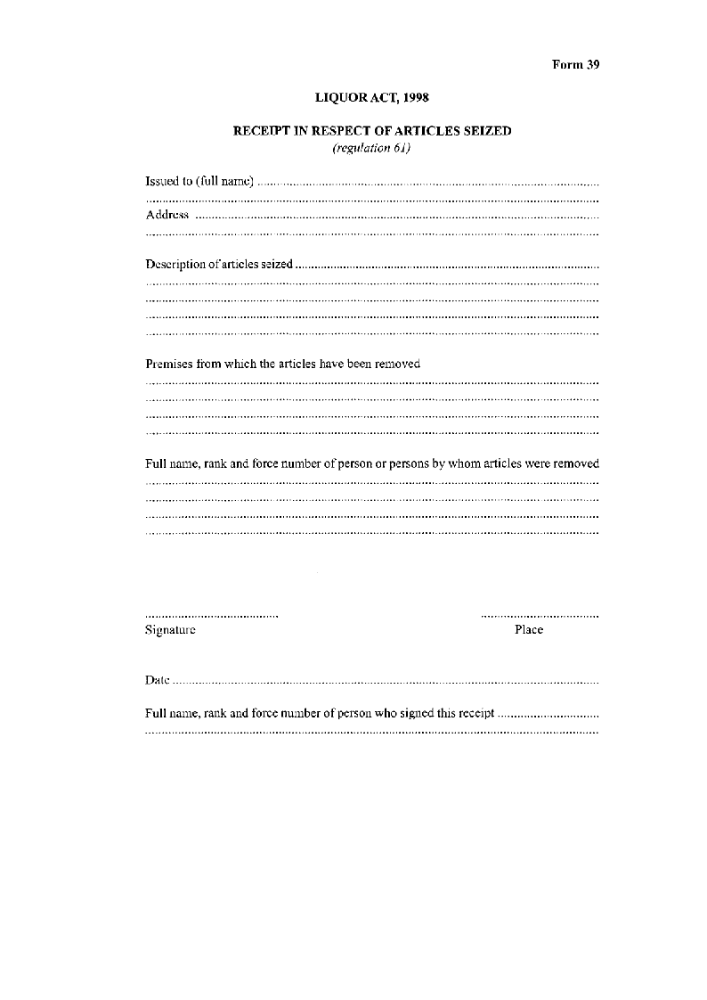 Form 39
LIQUOR ACT, 1998
RECEIPT IN RESPECT OF ARTICLES SEIZED
(regulation 61)
Issued to (full name) ........................................................................................................
..........................................................................................................................................
Address ...........................................................................................................................
..........................................................................................................................................
Description of articles seized .............................................................................................
..........................................................................................................................................
..........................................................................................................................................
..........................................................................................................................................
..........................................................................................................................................
Premises from which the articles have been removed
..........................................................................................................................................
..........................................................................................................................................
..........................................................................................................................................
..........................................................................................................................................
Full name, rank and force number of person or persons by whom articles were removed
..........................................................................................................................................
..........................................................................................................................................
..........................................................................................................................................
..........................................................................................................................................
......................................... ....................................
Signature Place
Date ..................................................................................................................................
Full name, rank and force number of person who signed this receipt ...............................
..........................................................................................................................................